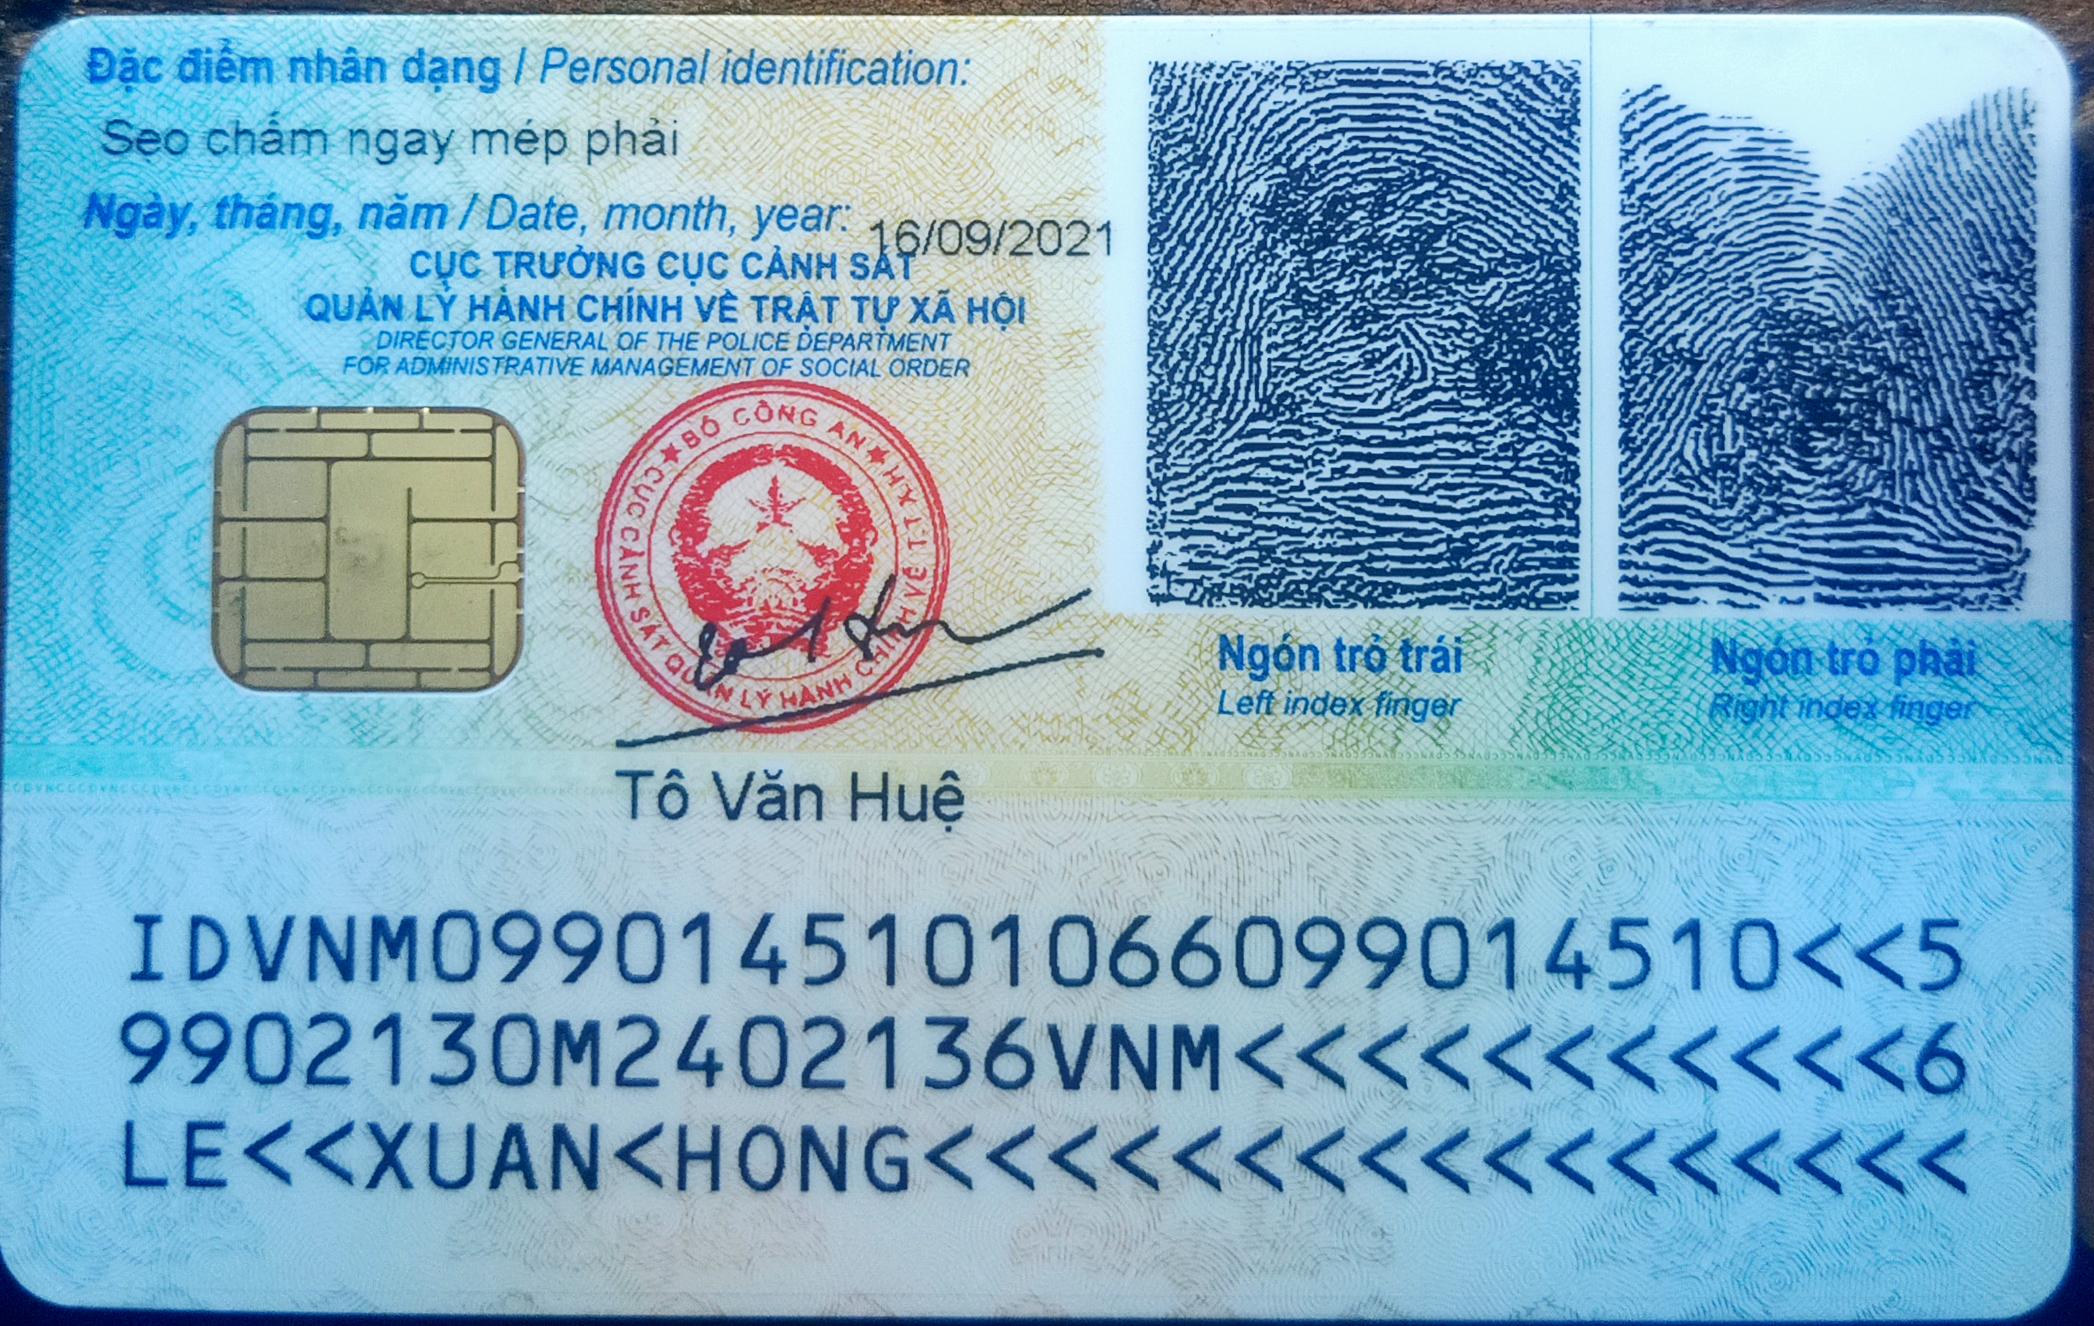 Đặc điểm nhân dạng / Personal identification:
Sẹo chấm ngay mép phải
Ngày, tháng, năm / Date, month, year: 16/09/2021
CỤC TRƯỞNG CỤC CẢNH SÁT
QUẢN LÝ HÀNH CHÍNH VỀ TRẬT TỰ XÃ HỘI
DIRECTOR GENERAL OF THE POLICE DEPARTMENT
FOR ADMINISTRATIVE MANAGEMENT OF SOCIAL ORDER
★ BỘ CÔNG AN ★
CỤC CẢNH SÁT QUẢN LÝ HÀNH CHÍNH VỀ TTXH
Tô Văn Huệ
Ngón trỏ trái
Left index finger
Ngón trỏ phải
Right index finger
IDVNM0990145101066099014510<<5
9902130M2402136VNM<<<<<<<<<<<6
LE<<XUAN<HONG<<<<<<<<<<<<<<<<<